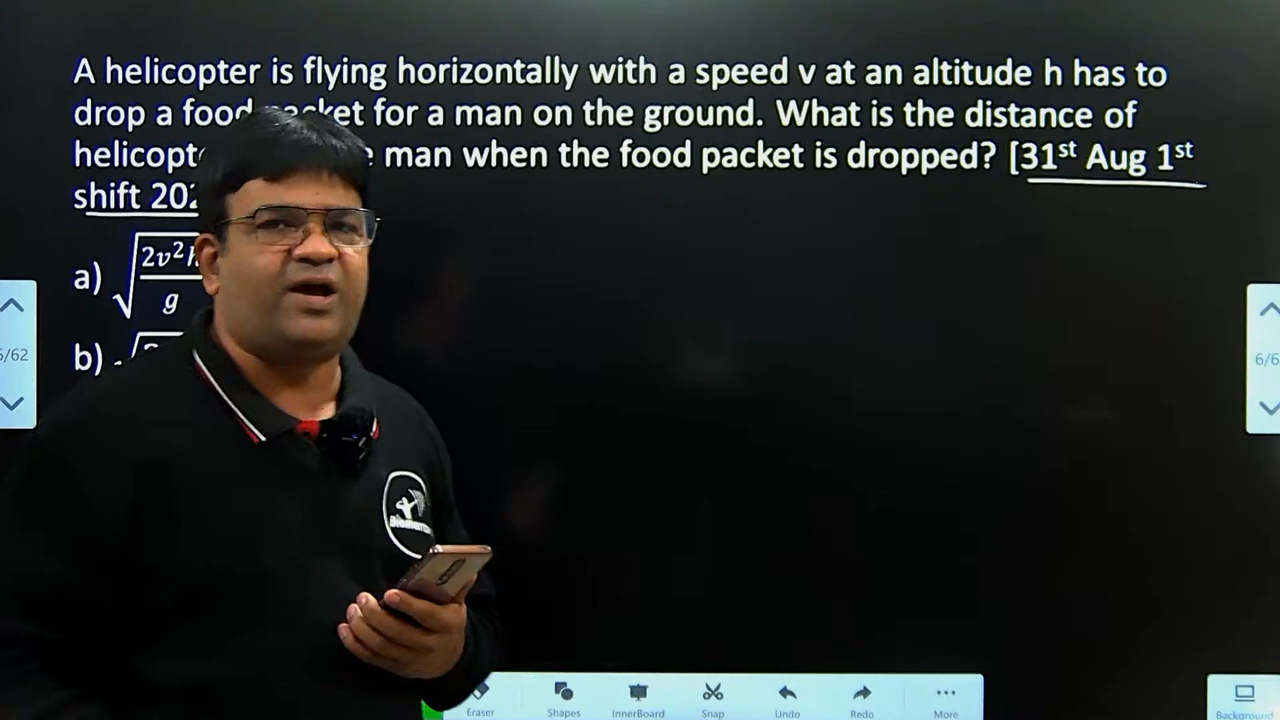 A helicopter is flying horizontally with a speed v at an altitude h has to
drop a food packet for a man on the ground. What is the distance of
man when the food packet is dropped? [31st Aug 1st
shift
a) √ 2v²h / g
b)
6/6
Eraser Shapes InnerBoard Snap Undo Redo More Background